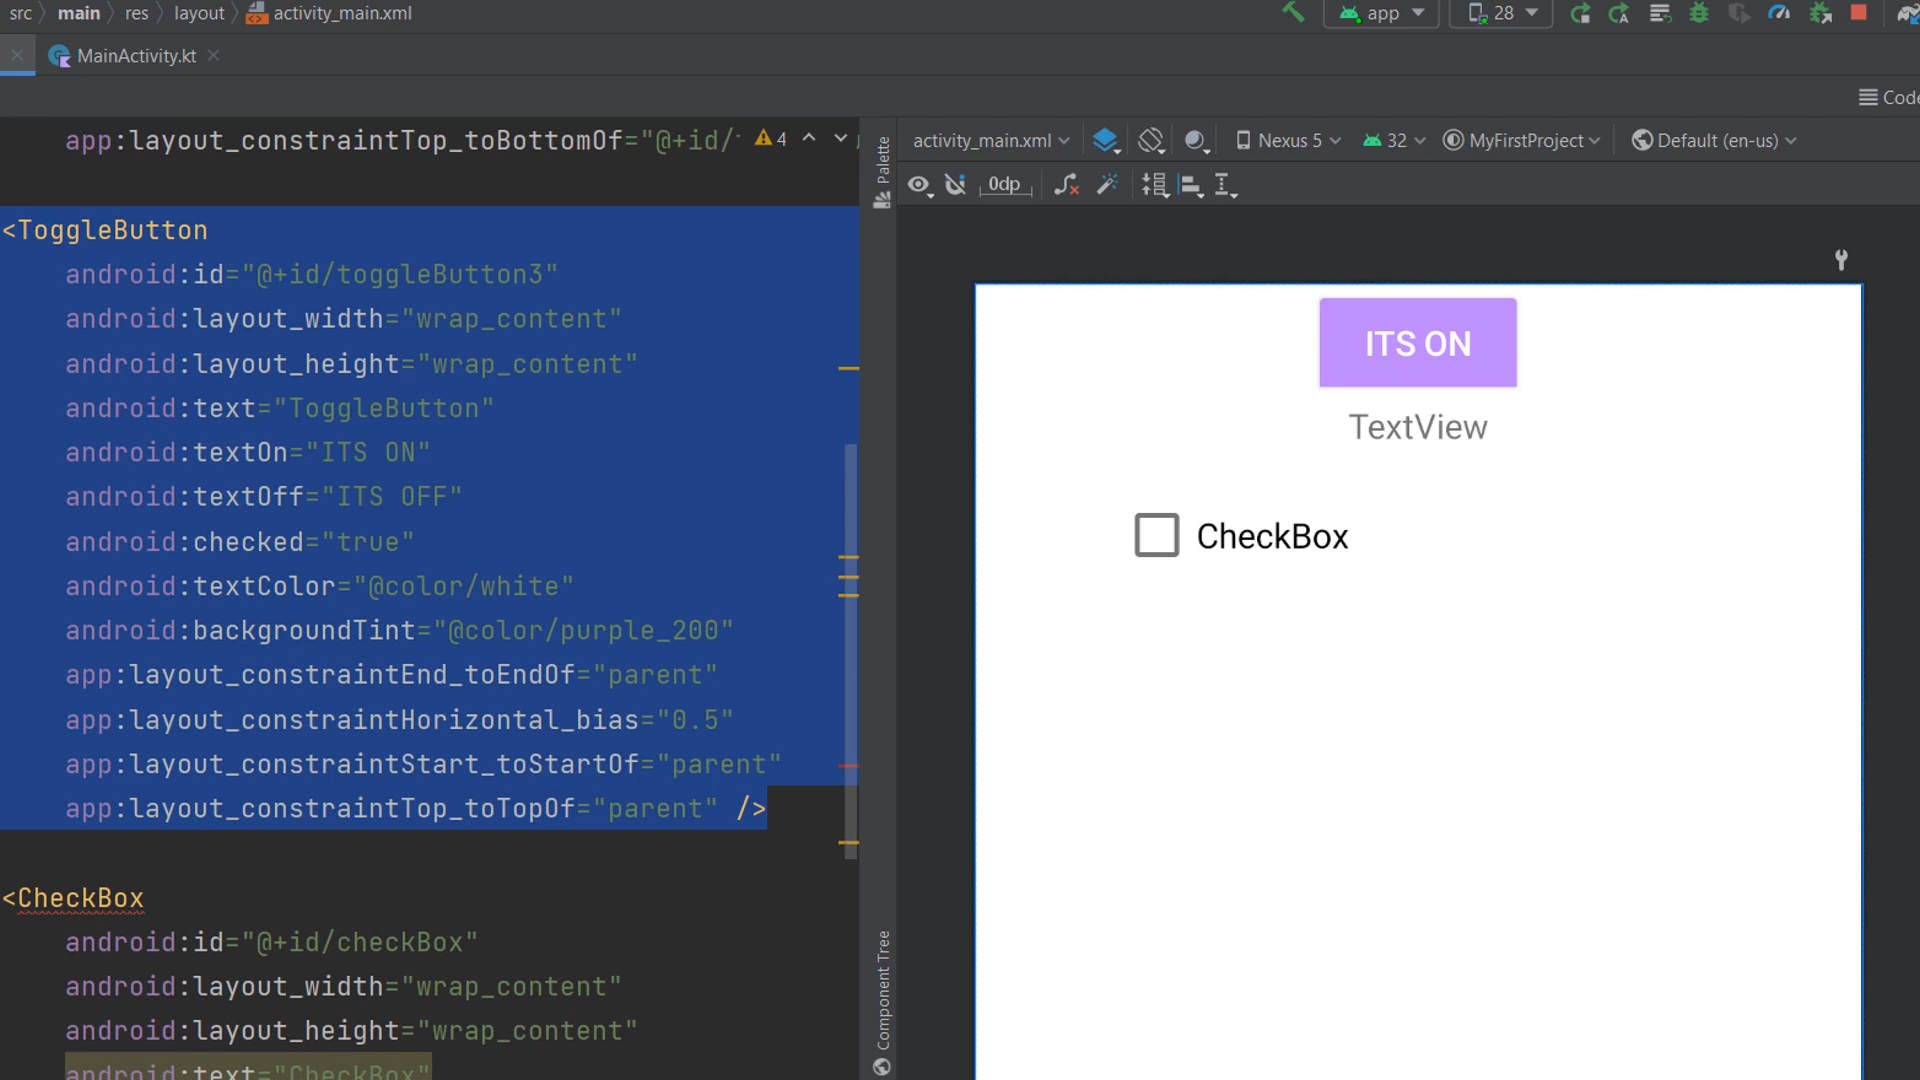 src main res layout activity_main.xml
app 28
MainActivity.kt
Code
app:layout_constraintTop_toBottomOf="@+id/
4
<ToggleButton
android:id="@+id/toggleButton3"
android:layout_width="wrap_content"
android:layout_height="wrap_content"
android:text="ToggleButton"
android:textOn="ITS ON"
android:textOff="ITS OFF"
android:checked="true"
android:textColor="@color/white"
android:backgroundTint="@color/purple_200"
app:layout_constraintEnd_toEndOf="parent"
app:layout_constraintHorizontal_bias="0.5"
app:layout_constraintStart_toStartOf="parent"
app:layout_constraintTop_toTopOf="parent" />
<CheckBox
android:id="@+id/checkBox"
android:layout_width="wrap_content"
android:layout_height="wrap_content"
android:text="CheckBox"
Palette
Component Tree
activity_main.xml Nexus 5 32 MyFirstProject Default (en-us)
0dp
ITS ON
TextView
CheckBox